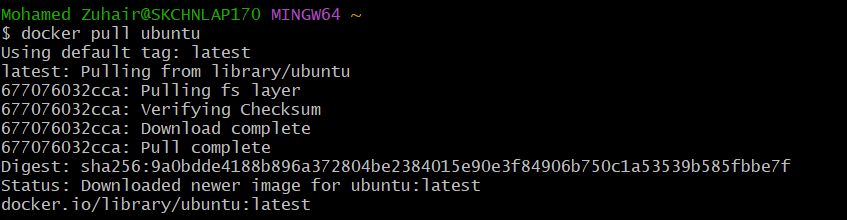 Mohamed Zuhair@SKCHNLAP170 MINGW64 ~
$ docker pull ubuntu
Using default tag: latest
latest: Pulling from library/ubuntu
677076032cca: Pulling fs layer
677076032cca: Verifying Checksum
677076032cca: Download complete
677076032cca: Pull complete
Digest: sha256:9a0bdde4188b896a372804be2384015e90e3f84906b750c1a53539b585fbbe7f
Status: Downloaded newer image for ubuntu:latest
docker.io/library/ubuntu:latest